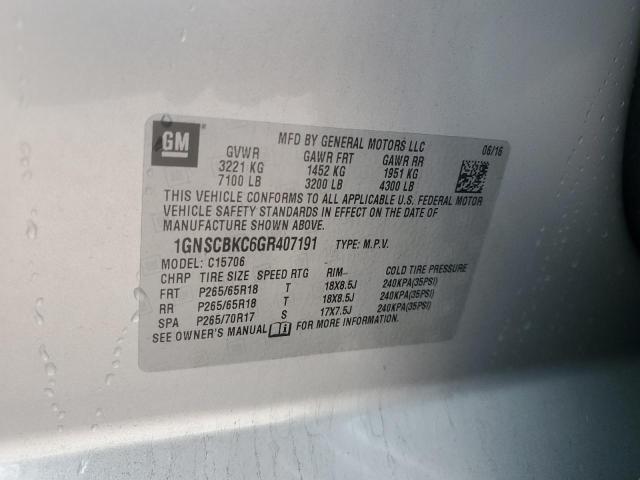 GM
MFD BY GENERAL MOTORS LLC 06/16
GVWR GAWR FRT GAWR RR
3221 KG 1452 KG 1951 KG
7100 LB 3200 LB 4300 LB
THIS VEHICLE CONFORMS TO ALL APPLICABLE U.S. FEDERAL MOTOR
VEHICLE SAFETY STANDARDS IN EFFECT ON THE DATE OF
MANUFACTURE SHOWN ABOVE.
1GNSCBKC6GR407191 TYPE: M.P.V.
MODEL: C15706
CHRP TIRE SIZE SPEED RTG RIM COLD TIRE PRESSURE
FRT P265/65R18 T 18X8.5J 240KPA(35PSI)
RR P265/65R18 T 18X8.5J 240KPA(35PSI)
SPA P265/70R17 S 17X7.5J 240KPA(35PSI)
SEE OWNER'S MANUAL FOR MORE INFORMATION.